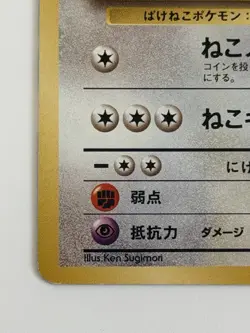 ばけねこポケモン:
ねこ
コインを投
にする。
ねこ
－ にけ
弱点
抵抗力 ダメージ
Illus. Ken Sugimori